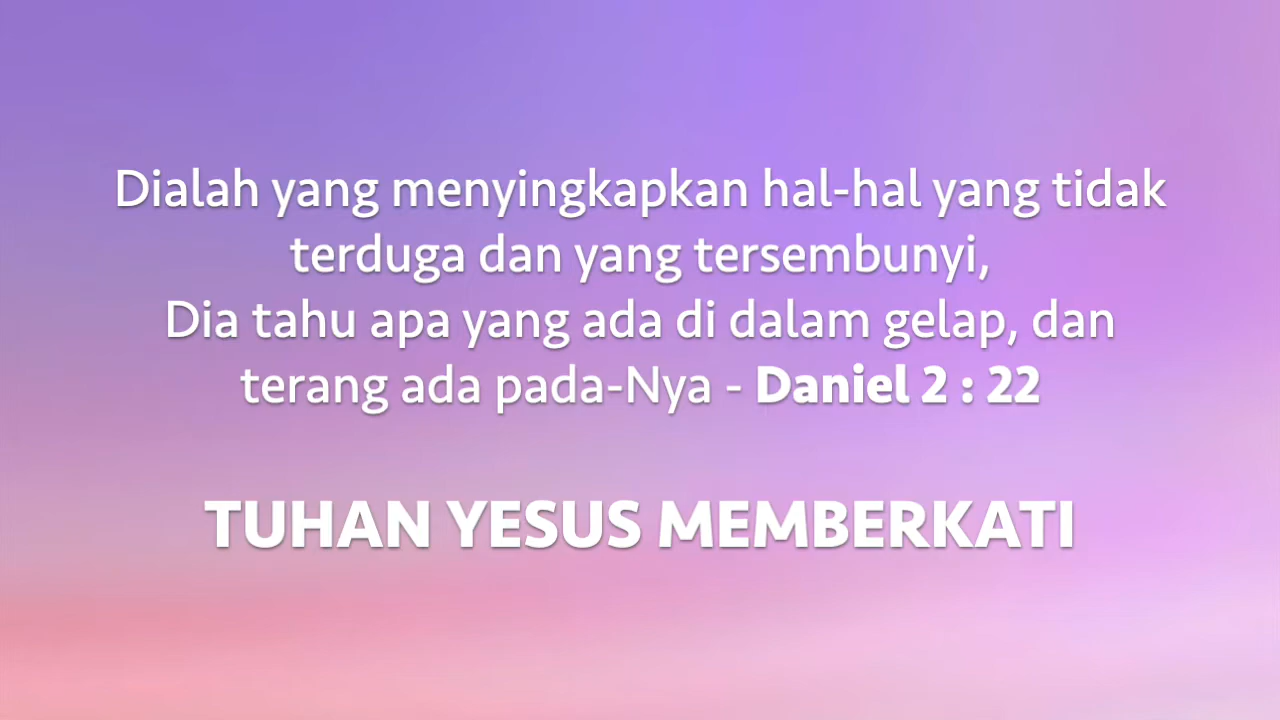 Dialah yang menyingkapkan hal-hal yang tidak
terduga dan yang tersembunyi,
Dia tahu apa yang ada di dalam gelap, dan
terang ada pada-Nya - Daniel 2 : 22
TUHAN YESUS MEMBERKATI